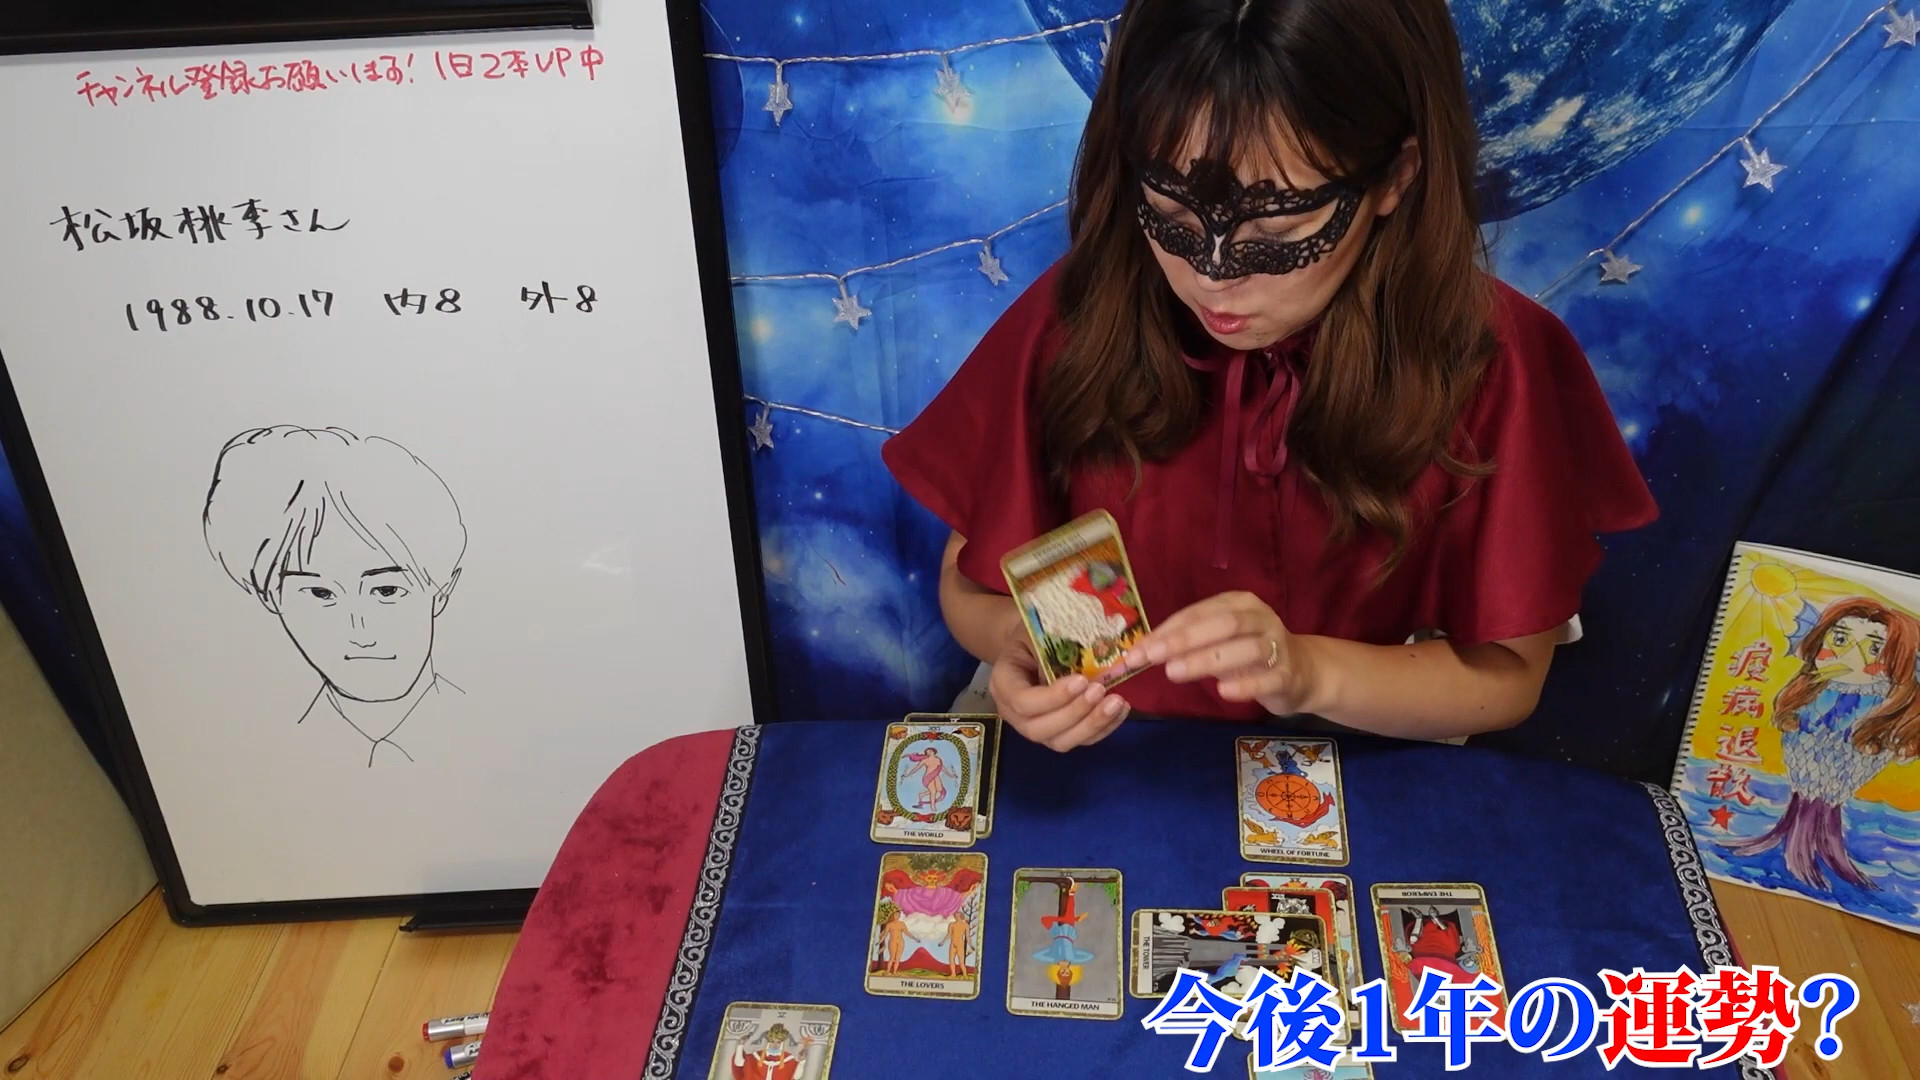 チャンネル登録お願いします! 1日2本UP中
松坂桃李さん
1988.10.17 内8 外8
疫病退散★
THE WORLD
WHEEL OF FORTUNE
THE LOVERS
THE HANGED MAN
THE TOWER
THE EMPEROR
今後1年の運勢?